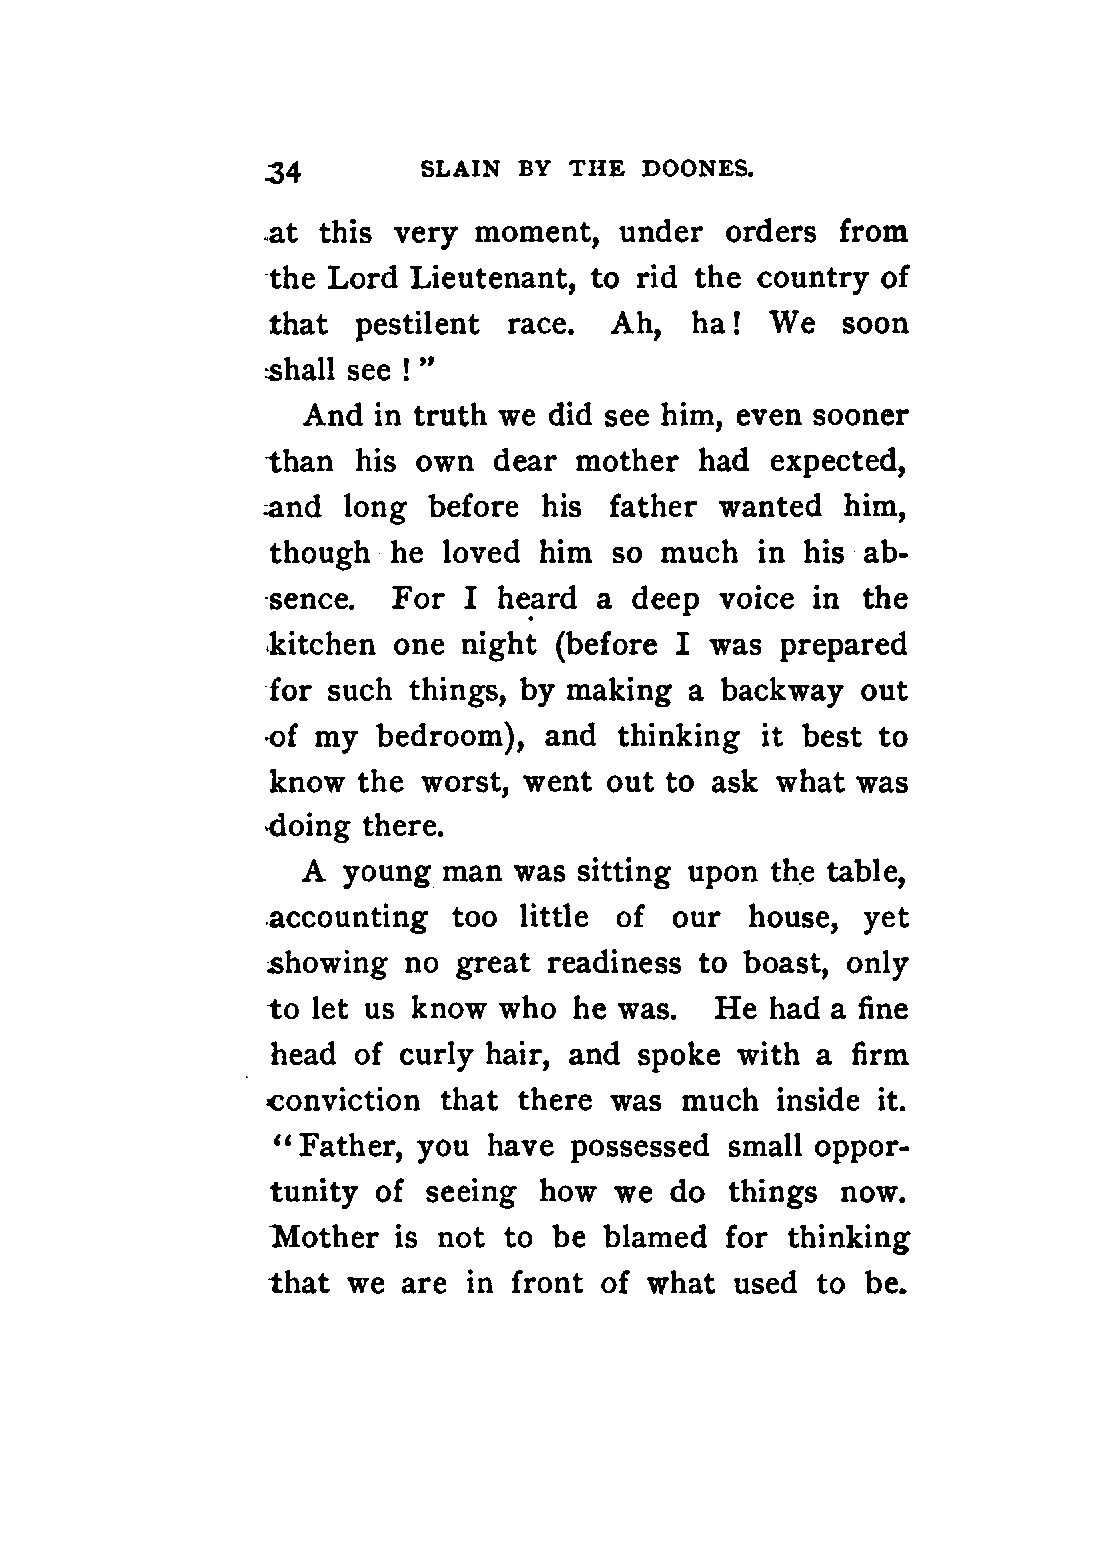 34 SLAIN BY THE DOONES.
at this very moment, under orders from
the Lord Lieutenant, to rid the country of
that pestilent race. Ah, ha! We soon
shall see!"
And in truth we did see him, even sooner
than his own dear mother had expected,
and long before his father wanted him,
though he loved him so much in his ab-
sence. For I heard a deep voice in the
kitchen one night (before I was prepared
for such things, by making a backway out
of my bedroom), and thinking it best to
know the worst, went out to ask what was
doing there.
A young man was sitting upon the table,
accounting too little of our house, yet
showing no great readiness to boast, only
to let us know who he was. He had a fine
head of curly hair, and spoke with a firm
conviction that there was much inside it.
"Father, you have possessed small oppor-
tunity of seeing how we do things now.
Mother is not to be blamed for thinking
that we are in front of what used to be.